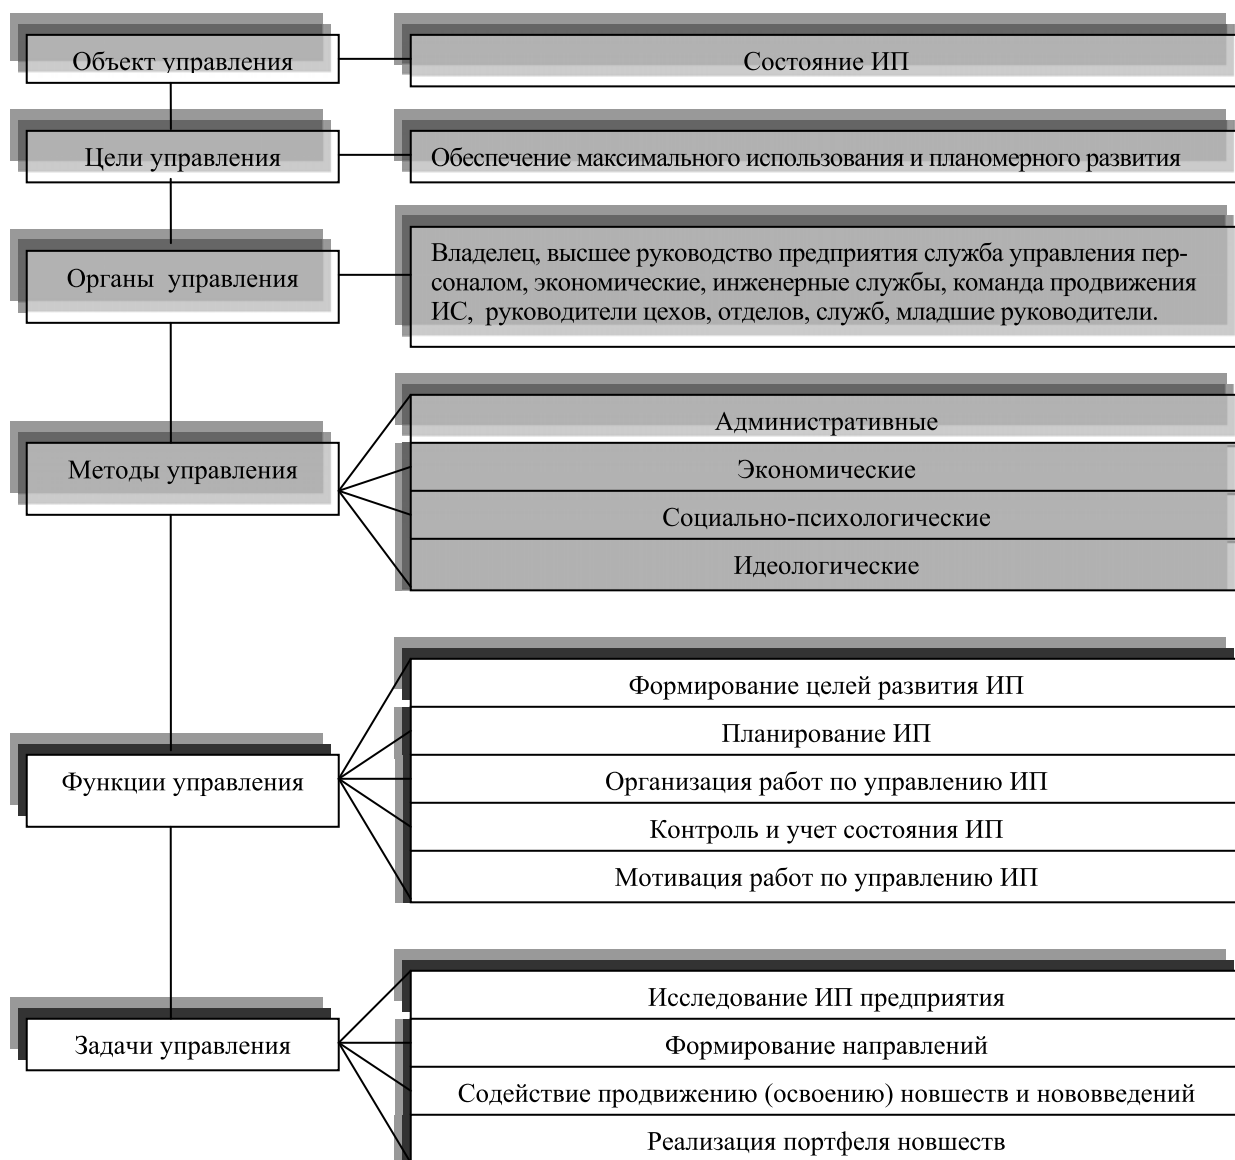 Объект управления
Состояние ИП
Цели управления
Обеспечение максимального использования и планомерного развития
Органы управления
Владелец, высшее руководство предприятия служба управления пер-
соналом, экономические, инженерные службы, команда продвижения
ИС, руководители цехов, отделов, служб, младшие руководители.
Методы управления
Административные
Экономические
Социально-психологические
Идеологические
Функции управления
Формирование целей развития ИП
Планирование ИП
Организация работ по управлению ИП
Контроль и учет состояния ИП
Мотивация работ по управлению ИП
Задачи управления
Исследование ИП предприятия
Формирование направлений
Содействие продвижению (освоению) новшеств и нововведений
Реализация портфеля новшеств